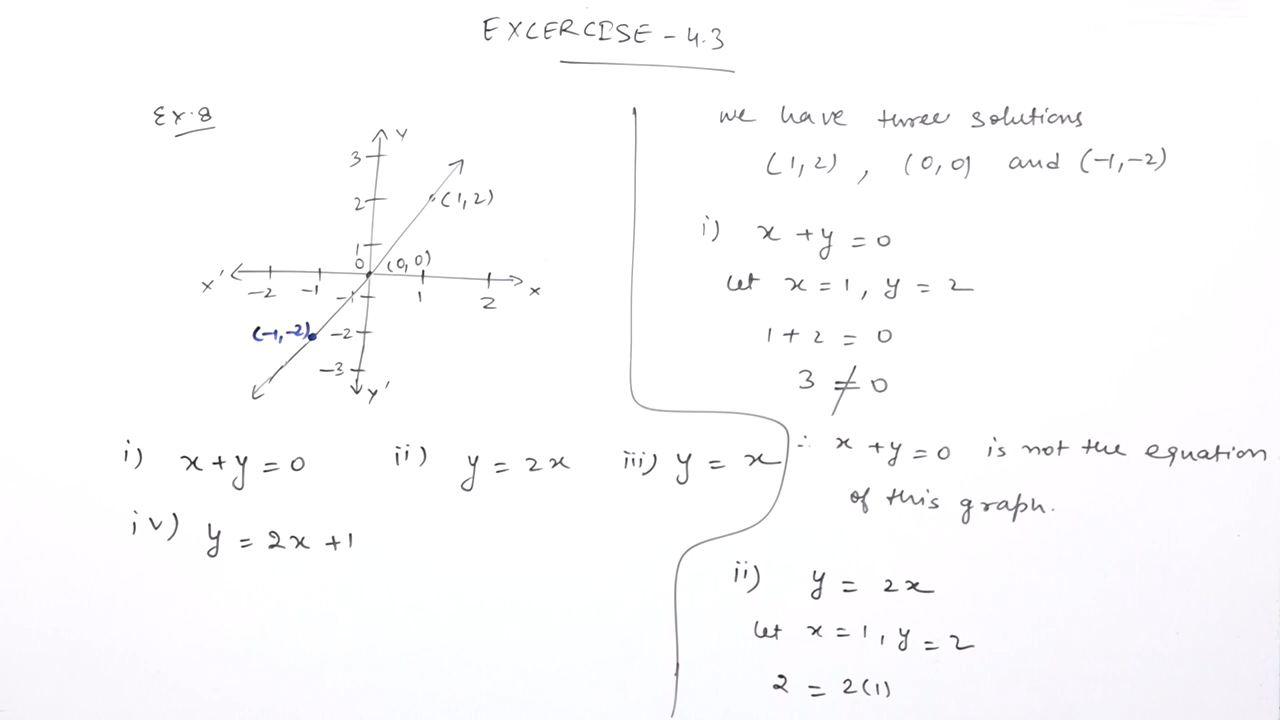 EXCERCISE - 4.3
Ex. 8
Y
3
2
(1,2)
1
0
(0,0)
X'
-2
-1
-1
1
2
X
(-1,-2)
-2
-3
Y'
i) x+y=0 ii) y = 2x iii) y = x
iv) y = 2x +1
we have three solutions
(1,2) , (0,0) and (-1,-2)
i) x +y = 0
let x = 1, y = 2
1 + 2 = 0
3 ≠ 0
∴ x +y = 0 is not the equation
of this graph.
ii) y = 2x
let x = 1, y = 2
2 = 2(1)